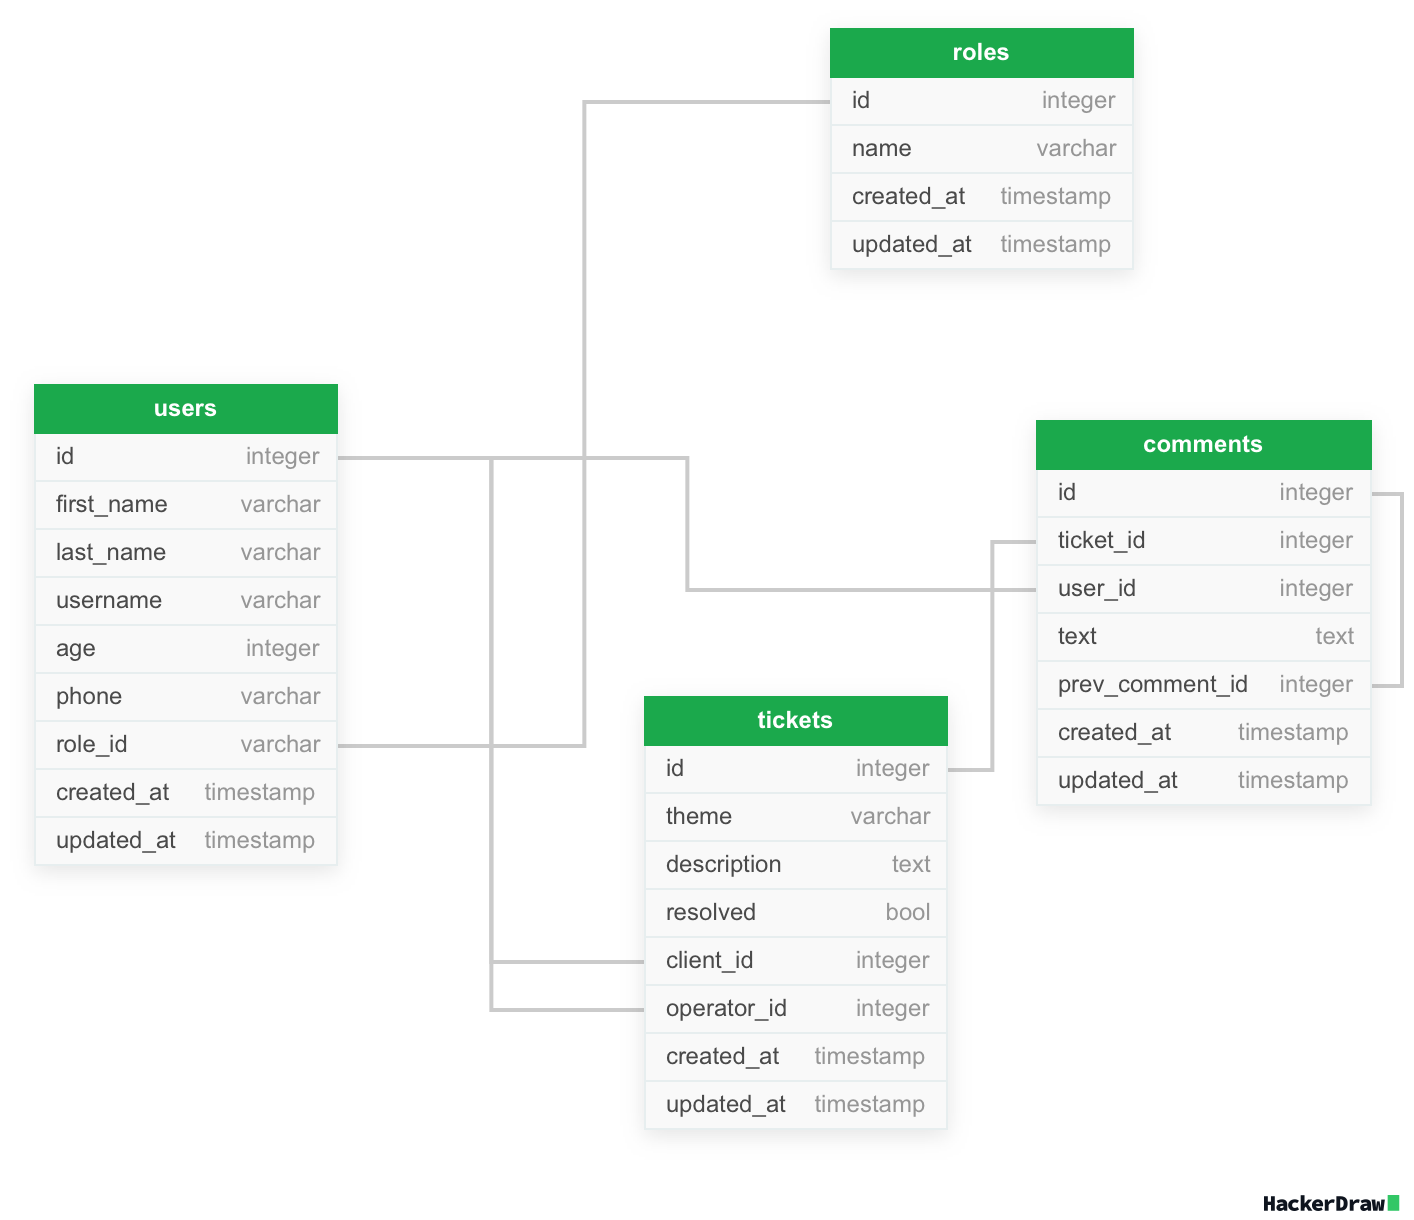 roles
id integer
name varchar
created_at timestamp
updated_at timestamp
users
id integer
first_name varchar
last_name varchar
username varchar
age integer
phone varchar
role_id varchar
created_at timestamp
updated_at timestamp
comments
id integer
ticket_id integer
user_id integer
text text
prev_comment_id integer
created_at timestamp
updated_at timestamp
tickets
id integer
theme varchar
description text
resolved bool
client_id integer
operator_id integer
created_at timestamp
updated_at timestamp
HackerDraw